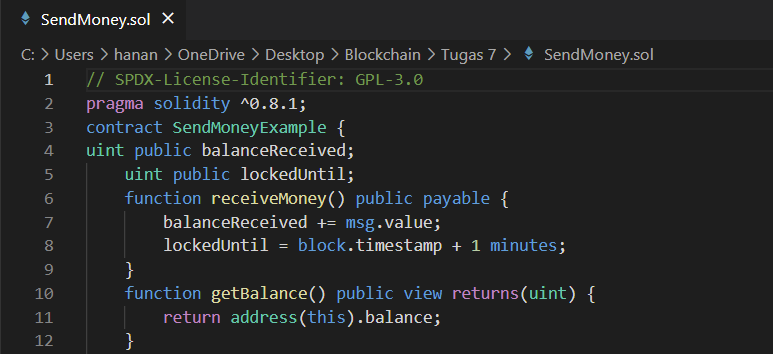 SendMoney.sol ×
C: > Users > hanan > OneDrive > Desktop > Blockchain > Tugas 7 > SendMoney.sol
1 // SPDX-License-Identifier: GPL-3.0
2 pragma solidity ^0.8.1;
3 contract SendMoneyExample {
4 uint public balanceReceived;
5     uint public lockedUntil;
6     function receiveMoney() public payable {
7         balanceReceived += msg.value;
8         lockedUntil = block.timestamp + 1 minutes;
9     }
10     function getBalance() public view returns(uint) {
11         return address(this).balance;
12     }